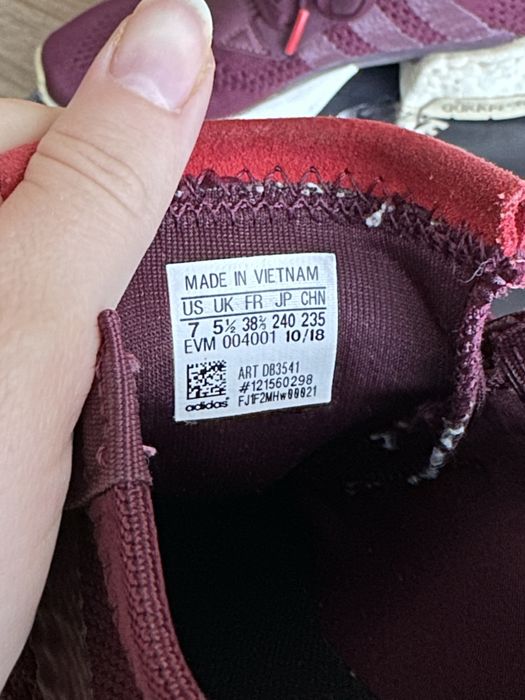 MADE IN VIETNAM
US UK FR JP CHN
7 5½ 38⅔ 240 235
EVM 004001 10/18
ART DB3541
#121560298
adidas FJ1F2MHw00021